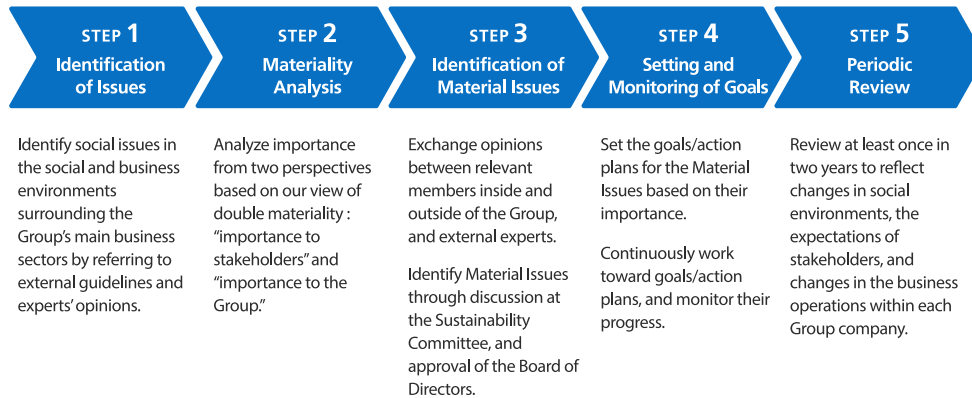 STEP 1
Identification
of Issues
Identify social issues in
the social and business
environments
surrounding the
Group's main business
sectors by referring to
external guidelines and
experts' opinions.
STEP 2
Materiality
Analysis
Analyze importance
from two perspectives
based on our view of
double materiality :
“importance to
stakeholders” and
“importance to the
Group.”
STEP 3
Identification of
Material Issues
Exchange opinions
between relevant
members inside and
outside of the Group,
and external experts.
Identify Material Issues
through discussion at
the Sustainability
Committee, and
approval of the Board of
Directors.
STEP 4
Setting and
Monitoring of Goals
Set the goals/action
plans for the Material
Issues based on their
importance.
Continuously work
toward goals/action
plans, and monitor their
progress.
STEP 5
Periodic
Review
Review at least once in
two years to reflect
changes in social
environments, the
expectations of
stakeholders, and
changes in the business
operations within each
Group company.